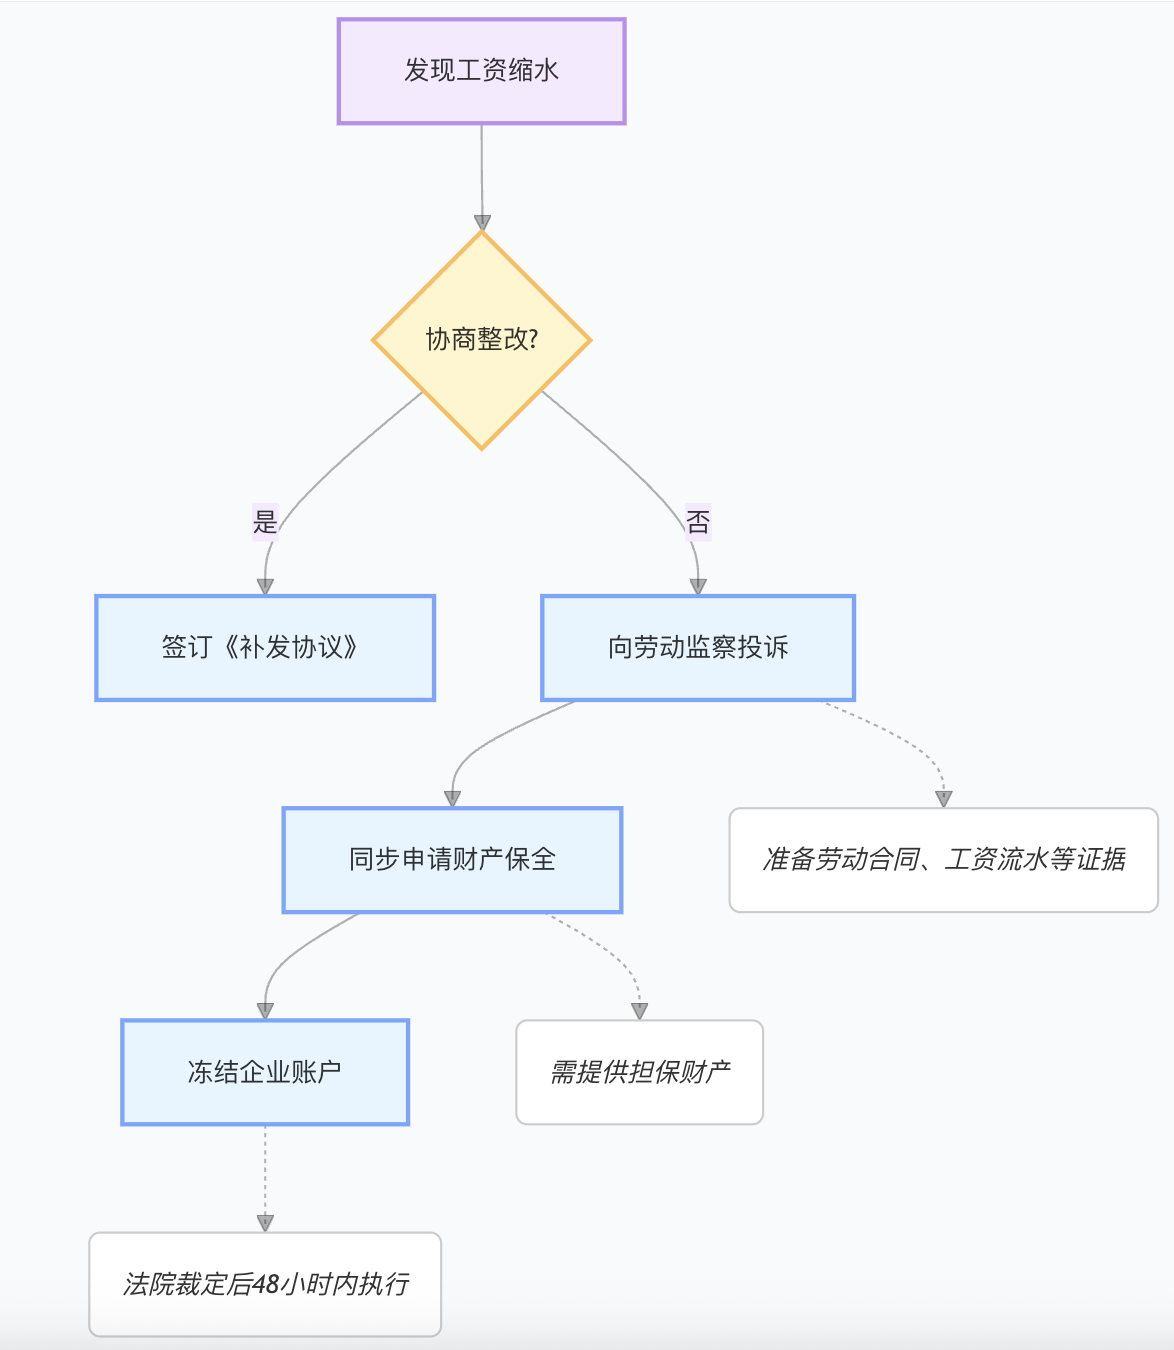 发现工资缩水
协商整改?
是
否
签订《补发协议》
向劳动监察投诉
同步申请财产保全
准备劳动合同、工资流水等证据
冻结企业账户
需提供担保财产
法院裁定后48小时内执行